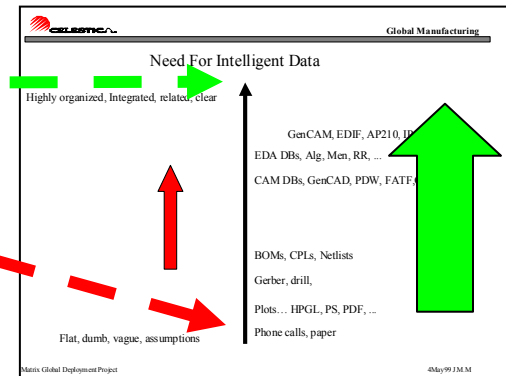 CELESTICA
Global Manufacturing
Need For Intelligent Data
Highly organized, Integrated, related, clear
GenCAM, EDIF, AP210,
EDA DBs, Alg, Men, RR, ...
CAM DBs, GenCAD, PDW, FATF,
BOMs, CPLs, Netlists
Gerber, drill,
Plots… HPGL, PS, PDF, ...
Phone calls, paper
Flat, dumb, vague, assumptions
Matrix Global Deployment Project
4May99 J.M.M